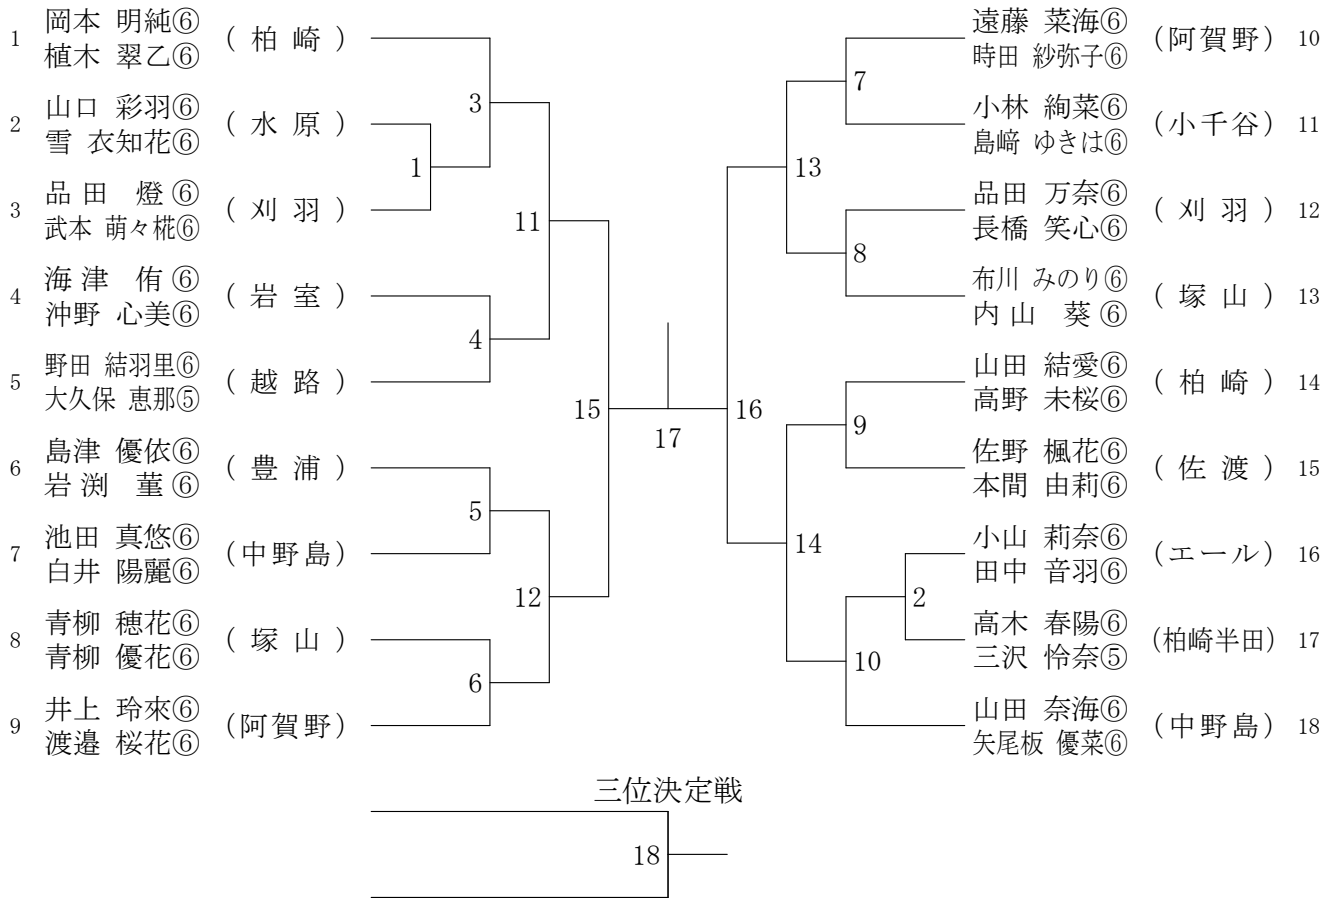 1 岡本 明純⑥ (柏崎)
植木 翠乙⑥
2 山口 彩羽⑥ (水原)
雪 衣知花⑥
3 品田 燈⑥ (刈羽)
武本 萌々椛⑥
4 海津 侑⑥ (岩室)
沖野 心美⑥
5 野田 結羽里⑥ (越路)
大久保 恵那⑤
6 島津 優依⑥ (豊浦)
岩渕 菫⑥
7 池田 真悠⑥ (中野島)
白井 陽麗⑥
8 青柳 穂花⑥ (塚山)
青柳 優花⑥
9 井上 玲來⑥ (阿賀野)
渡邉 桜花⑥
3
1
11
4
15
5
12
6
17
7
13
8
16
9
14
2
10
遠藤 菜海⑥ (阿賀野) 10
時田 紗弥子⑥
小林 絢菜⑥ (小千谷) 11
島﨑 ゆきは⑥
品田 万奈⑥ (刈羽) 12
長橋 笑心⑥
布川 みのり⑥ (塚山) 13
内山 葵⑥
山田 結愛⑥ (柏崎) 14
高野 未桜⑥
佐野 楓花⑥ (佐渡) 15
本間 由莉⑥
小山 莉奈⑥ (エール) 16
田中 音羽⑥
高木 春陽⑥ (柏崎半田) 17
三沢 怜奈⑤
山田 奈海⑥ (中野島) 18
矢尾板 優菜⑥
三位決定戦
18